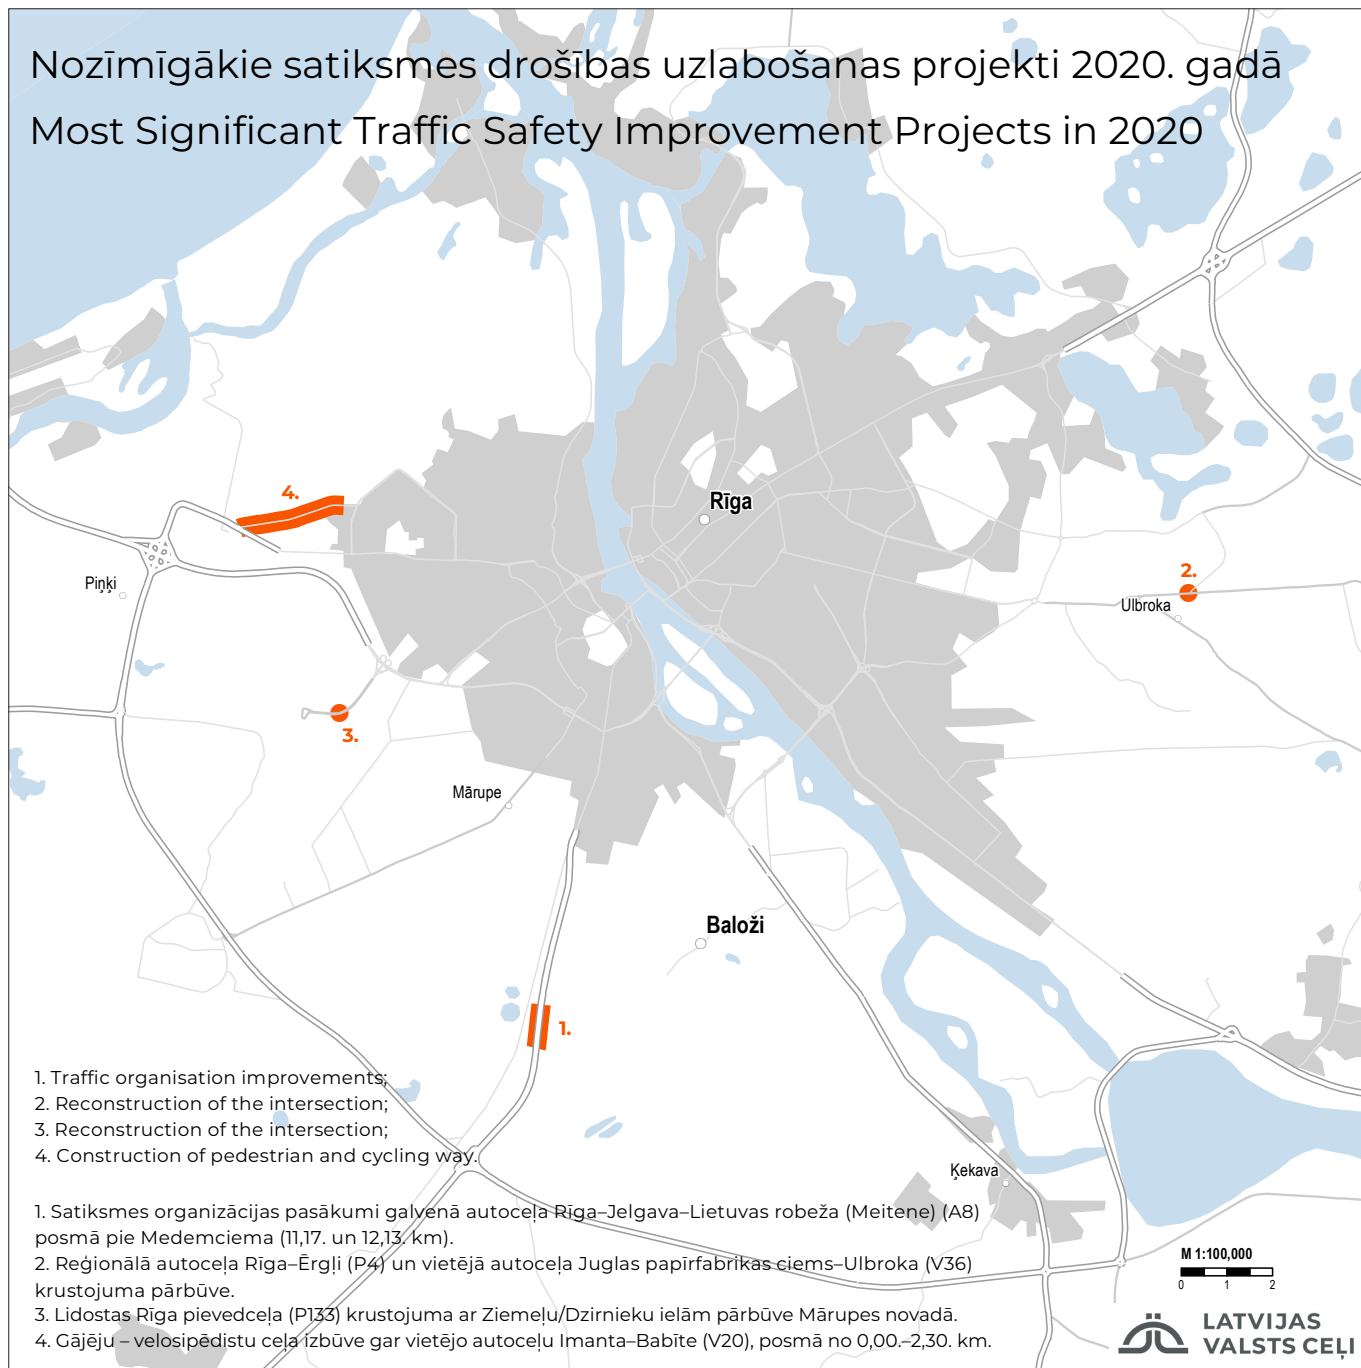 Nozīmīgākie satiksmes drošības uzlabošanas projekti 2020. gadā
Most Significant Traffic Safety Improvement Projects in 2020
4.
Rīga
Piņķi
2.
Ulbroka
3.
Mārupe
Baloži
1.
1. Traffic organisation improvements;
2. Reconstruction of the intersection;
3. Reconstruction of the intersection;
4. Construction of pedestrian and cycling way.
Ķekava
1. Satiksmes organizācijas pasākumi galvenā autoceļa Rīga–Jelgava–Lietuvas robeža (Meitene) (A8)
posmā pie Medemciema (11,17. un 12,13. km).
2. Reģionālā autoceļa Rīga–Ērgļi (P4) un vietējā autoceļa Juglas papīrfabrikas ciems–Ulbroka (V36)
krustojuma pārbūve.
3. Lidostas Rīga pievedceļa (P133) krustojuma ar Ziemeļu/Dzirnieku ielām pārbūve Mārupes novadā.
4. Gājēju – velosipēdistu ceļa izbūve gar vietējo autoceļu Imanta–Babīte (V20), posmā no 0,00.–2,30. km.
M 1:100,000
0 1 2
LATVIJAS
VALSTS CEĻI